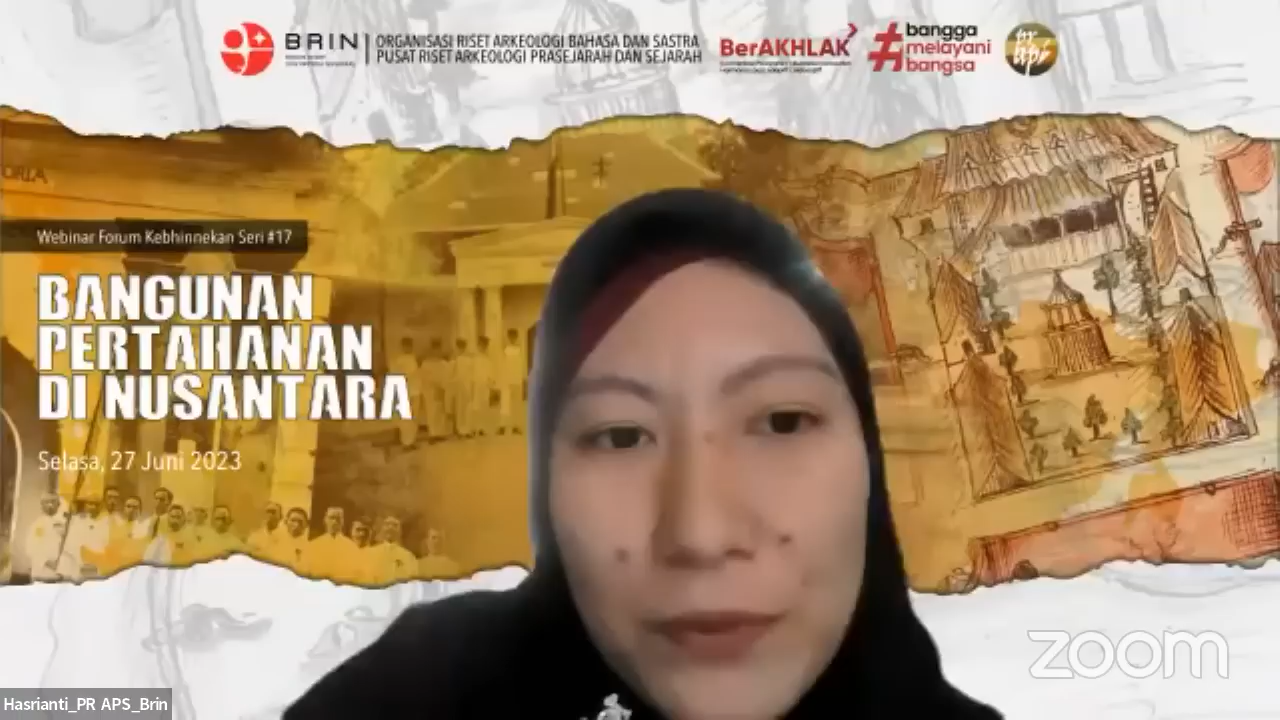 BRIN
ORGANISASI RISET ARKEOLOGI BAHASA DAN SASTRA
PUSAT RISET ARKEOLOGI PRASEJARAH DAN SEJARAH
BerAKHLAK
#bangga
melayani
bangsa
aps
Webinar Forum Kebhinnekan Seri #17
BANGUNAN
PERTAHANAN
DI NUSANTARA
Selasa, 27 Juni 2023
zoom
Hasrianti_PR APS_Brin